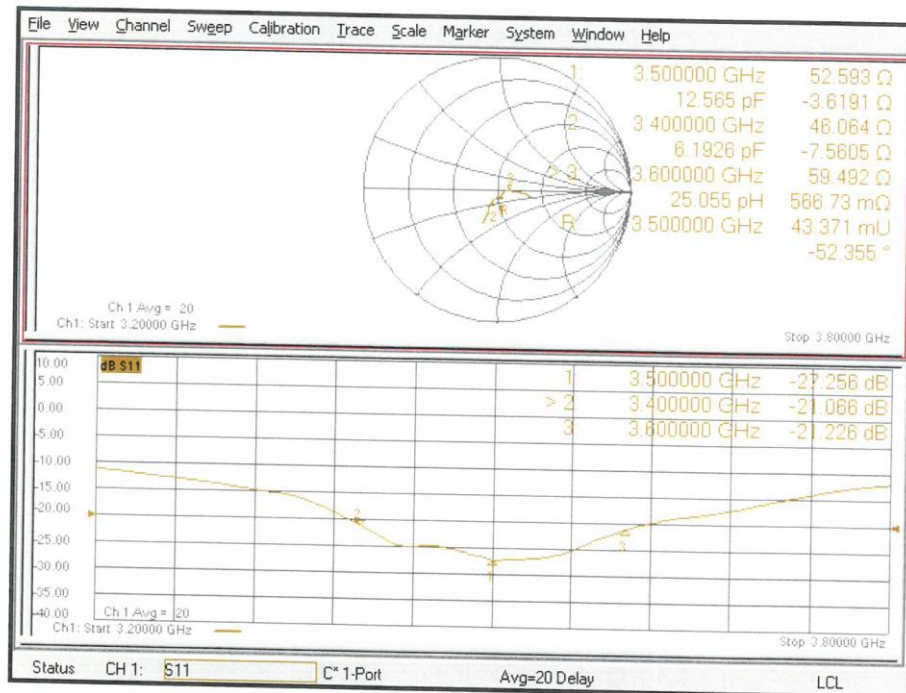 File View Channel Sweep Calibration Trace Scale Marker System Window Help
1: 3.500000 GHz 52.593 Ω
12.565 pF -3.6191 Ω
2: 3.400000 GHz 46.064 Ω
6.1926 pF -7.5605 Ω
> 3: 3.600000 GHz 59.492 Ω
25.055 pH 566.73 mΩ
R: 3.500000 GHz 43.371 mU
-52.355 °
3
2 R
Ch 1 Avg = 20
Ch1: Start 3.20000 GHz
Stop 3.80000 GHz
10.00
dB S11
5.00
0.00
-5.00
-10.00
-15.00
-20.00
-25.00
-30.00
-35.00
-40.00
1: 3.500000 GHz -27.256 dB
> 2: 3.400000 GHz -21.066 dB
3: 3.600000 GHz -21.226 dB
2
1
3
Ch 1 Avg = 20
Ch1: Start 3.20000 GHz
Stop 3.80000 GHz
Status CH 1: S11 C* 1-Port Avg=20 Delay LCL